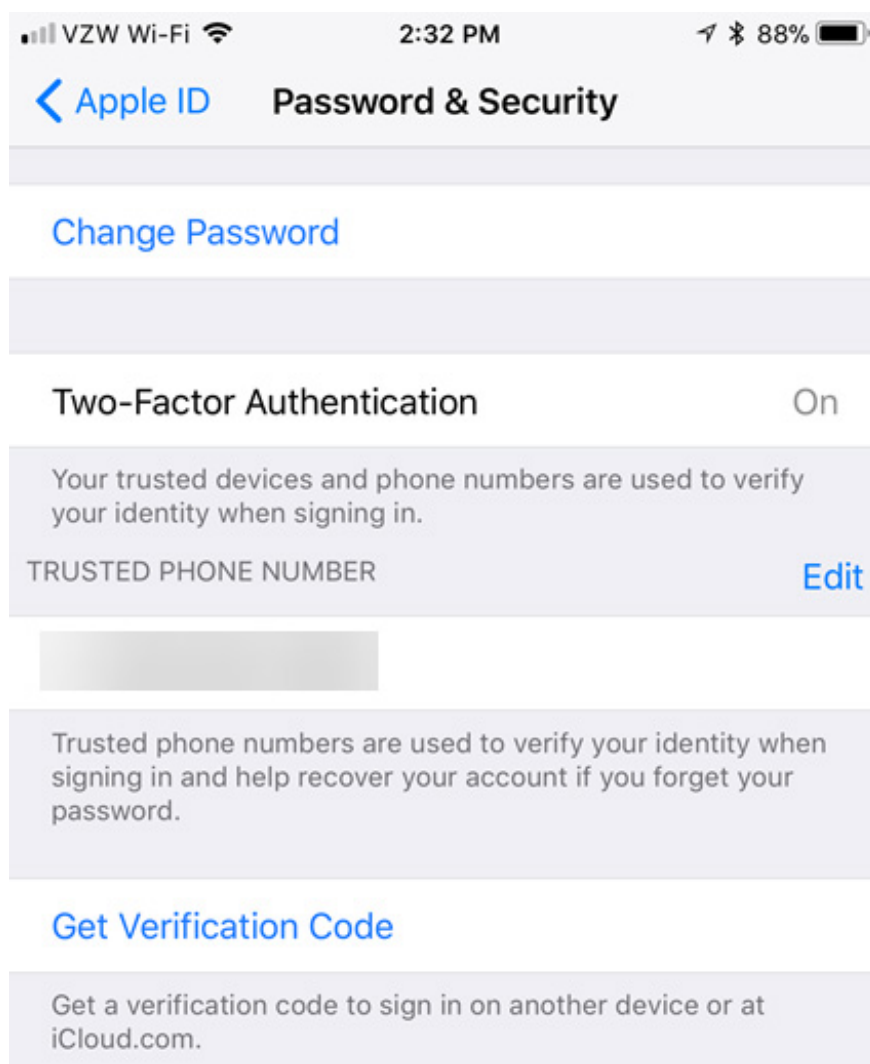 VZW Wi-Fi 2:32 PM 88%
Apple ID Password & Security
Change Password
Two-Factor Authentication On
Your trusted devices and phone numbers are used to verify
your identity when signing in.
TRUSTED PHONE NUMBER Edit
Trusted phone numbers are used to verify your identity when
signing in and help recover your account if you forget your
password.
Get Verification Code
Get a verification code to sign in on another device or at
iCloud.com.